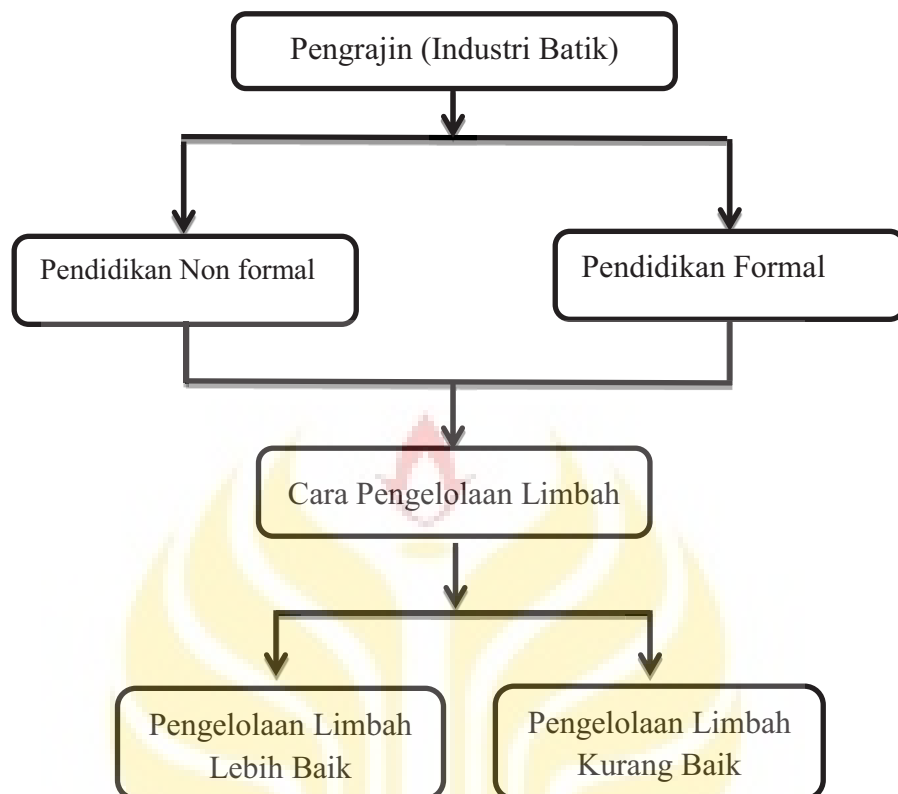 Pengrajin (Industri Batik)
Pendidikan Non formal
Pendidikan Formal
Cara Pengelolaan Limbah
Pengelolaan Limbah
Lebih Baik
Pengelolaan Limbah
Kurang Baik